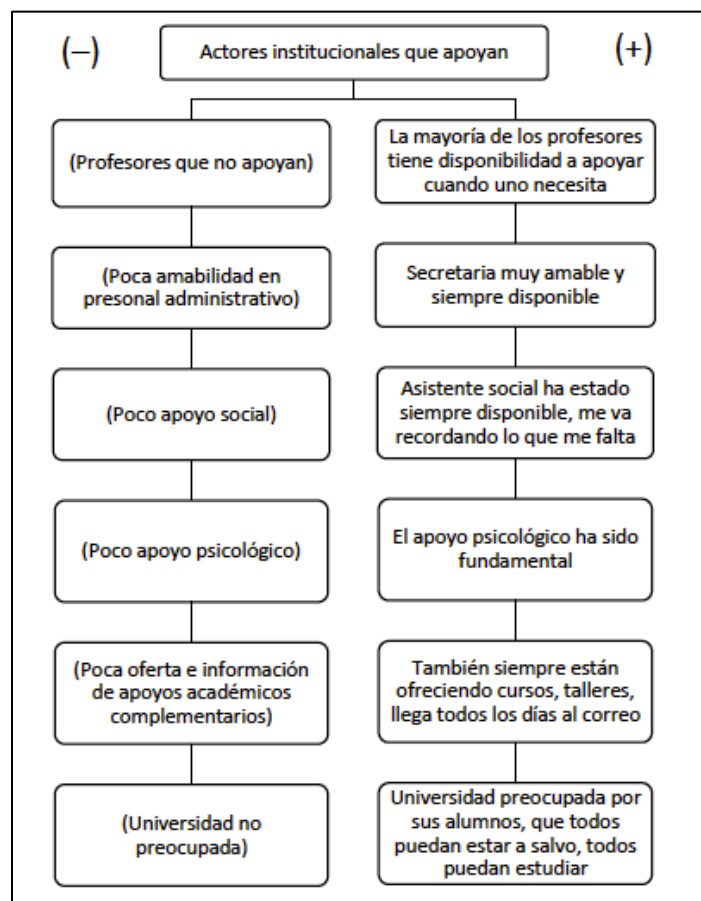 (–)
Actores institucionales que apoyan
(+)
(Profesores que no apoyan)
La mayoría de los profesores
tiene disponibilidad a apoyar
cuando uno necesita
(Poca amabilidad en
presonal administrativo)
Secretaria muy amable y
siempre disponible
(Poco apoyo social)
Asistente social ha estado
siempre disponible, me va
recordando lo que me falta
(Poco apoyo psicológico)
El apoyo psicológico ha sido
fundamental
(Poca oferta e información
de apoyos académicos
complementarios)
También siempre están
ofreciendo cursos, talleres,
llega todos los días al correo
(Universidad no
preocupada)
Universidad preocupada por
sus alumnos, que todos
puedan estar a salvo, todos
puedan estudiar